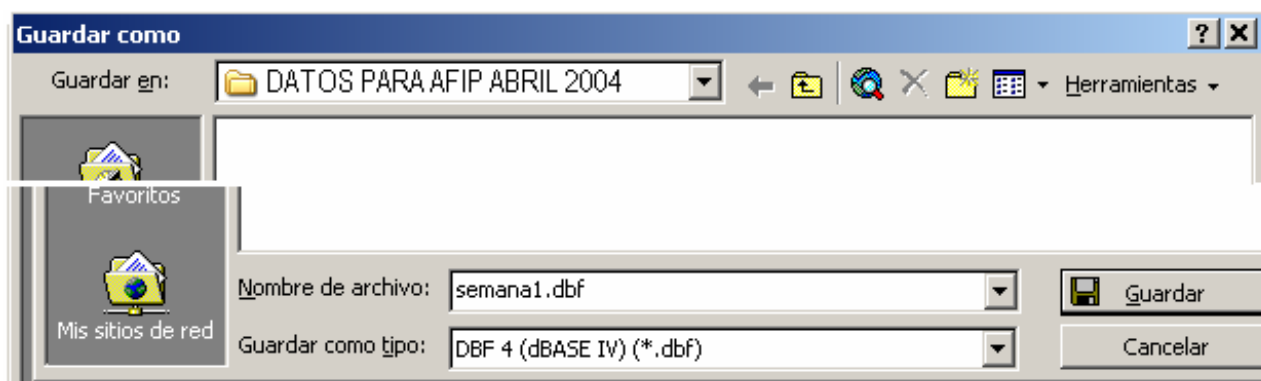 Guardar como
Guardar en: DATOS PARA AFIP ABRIL 2004 Herramientas
Favoritos
Mis sitios de red
Nombre de archivo: semana1.dbf Guardar
Guardar como tipo: DBF 4 (dBASE IV) (*.dbf) Cancelar